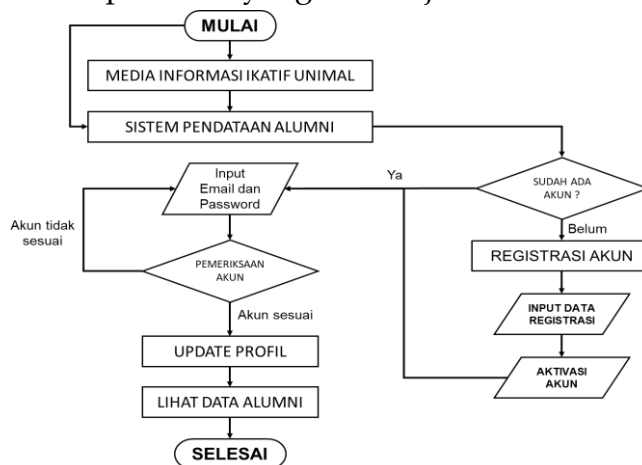 MULAI
MEDIA INFORMASI IKATIF UNIMAL
SISTEM PENDATAAN ALUMNI
SUDAH ADA
AKUN ?
Ya
Belum
Input
Email dan
Password
Akun tidak
sesuai
PEMERIKSAAN
AKUN
Akun sesuai
REGISTRASI AKUN
INPUT DATA
REGISTRASI
AKTIVASI
AKUN
UPDATE PROFIL
LIHAT DATA ALUMNI
SELESAI